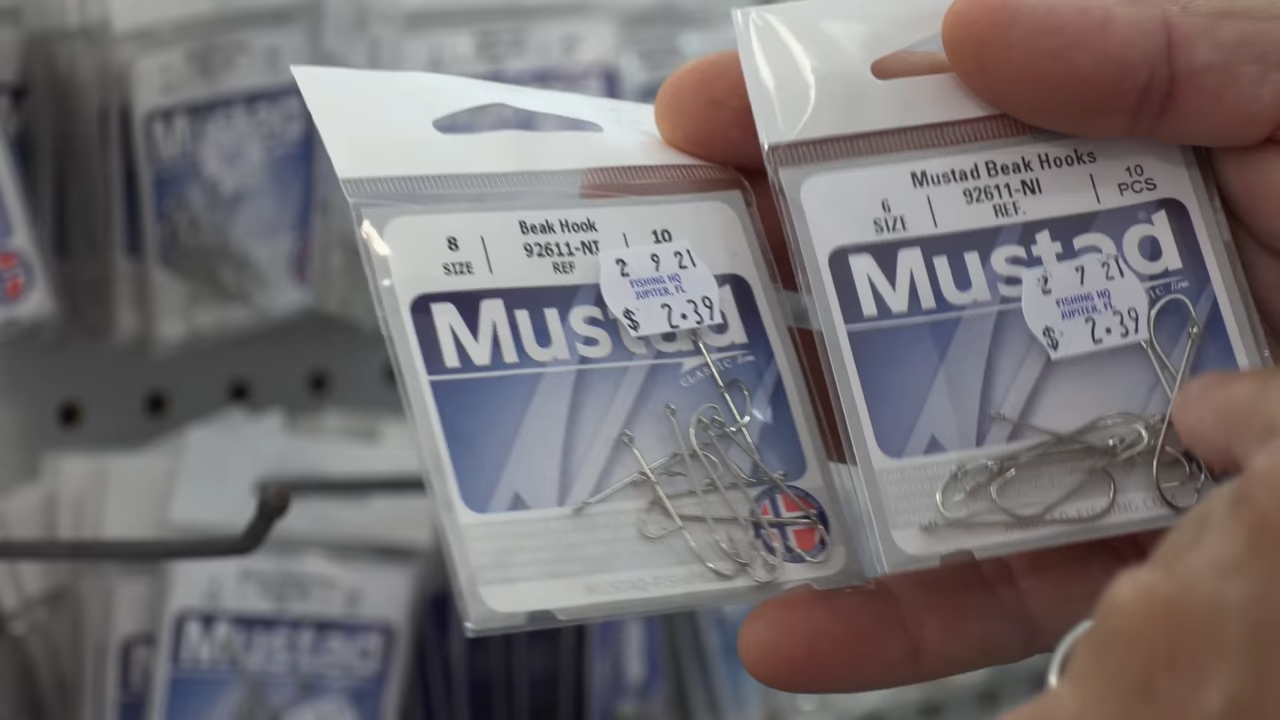 8
SIZE
Beak Hook
92611-NI
REF
10
2 9 21
FISHING HQ
JUPITER, FL
$ 2.39
Mustad
CLASSIC line
6
SIZE
Mustad Beak Hooks
92611-NI
REF.
10
PCS
Mustad
2 7 21
FISHING HQ
JUPITER, FL
$ 2.39
Mustad